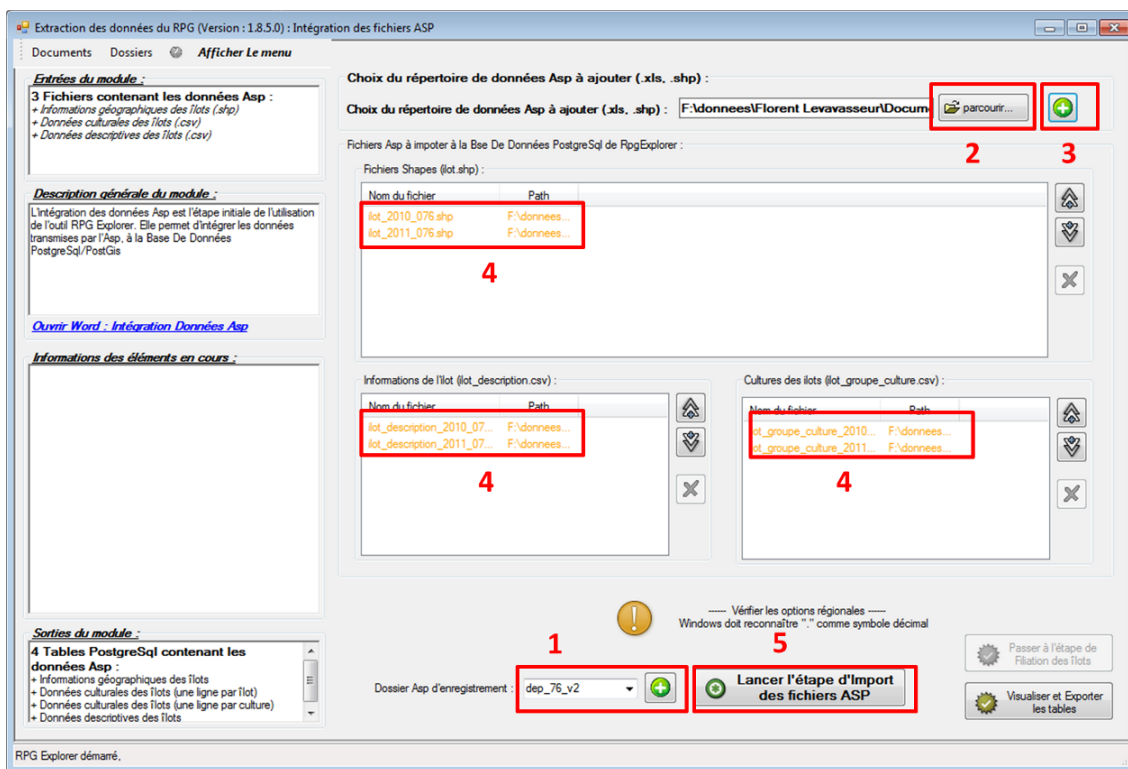 Extraction des données du RPG (Version : 1.8.5.0) : Intégration des fichiers ASP
Documents Dossiers Afficher Le menu
Entrées du module :
3 Fichiers contenant les données Asp :
+ Informations géographiques des îlots (.shp)
+ Données culturales des îlots (.csv)
+ Données descriptives des îlots (.csv)
Description générale du module :
L'intégration des données Asp est l'étape initiale de l'utilisation
de l'outil RPG Explorer. Elle permet d'intégrer les données
transmises par l'Asp, à la Base De Données
PostgreSql/PostGis
Ouvrir Word : Intégration Données Asp
Informations des éléments en cours :
Sorties du module :
4 Tables PostgreSql contenant les
données Asp :
+ Informations géographiques des îlots
+ Données culturales des îlots (une ligne par îlot)
+ Données culturales des îlots (une ligne par culture)
+ Données descriptives des îlots
Choix du répertoire de données Asp à ajouter (.xls, .shp) :
Choix du répertoire de données Asp à ajouter (.xls, .shp) : F:\donnees\Florent Levavasseur\Docume parcourir...
2 3
Fichiers Asp à impoter à la Bse De Données PostgreSql de RpgExplorer :
Fichiers Shapes (ilot.shp) :
Nom du fichier Path
ilot_2010_076.shp F:\donnees...
ilot_2011_076.shp F:\donnees...
4
Informations de l'îlot (ilot_description.csv) :
Nom du fichier Path
ilot_description_2010_07... F:\donnees...
ilot_description_2011_07... F:\donnees...
4
Cultures des ilots (ilot_groupe_culture.csv) :
Nom du fichier Path
ilot_groupe_culture_2010... F:\donnees...
ilot_groupe_culture_2011... F:\donnees...
4
----- Vérifier les options régionales -----
Windows doit reconnaître "." comme symbole décimal
1 5
Dossier Asp d'enregistrement : dep_76_v2
Lancer l'étape d'Import
des fichiers ASP
Passer à l'étape de
Filiation des îlots
Visualiser et Exporter
les tables
RPG Explorer démarré,